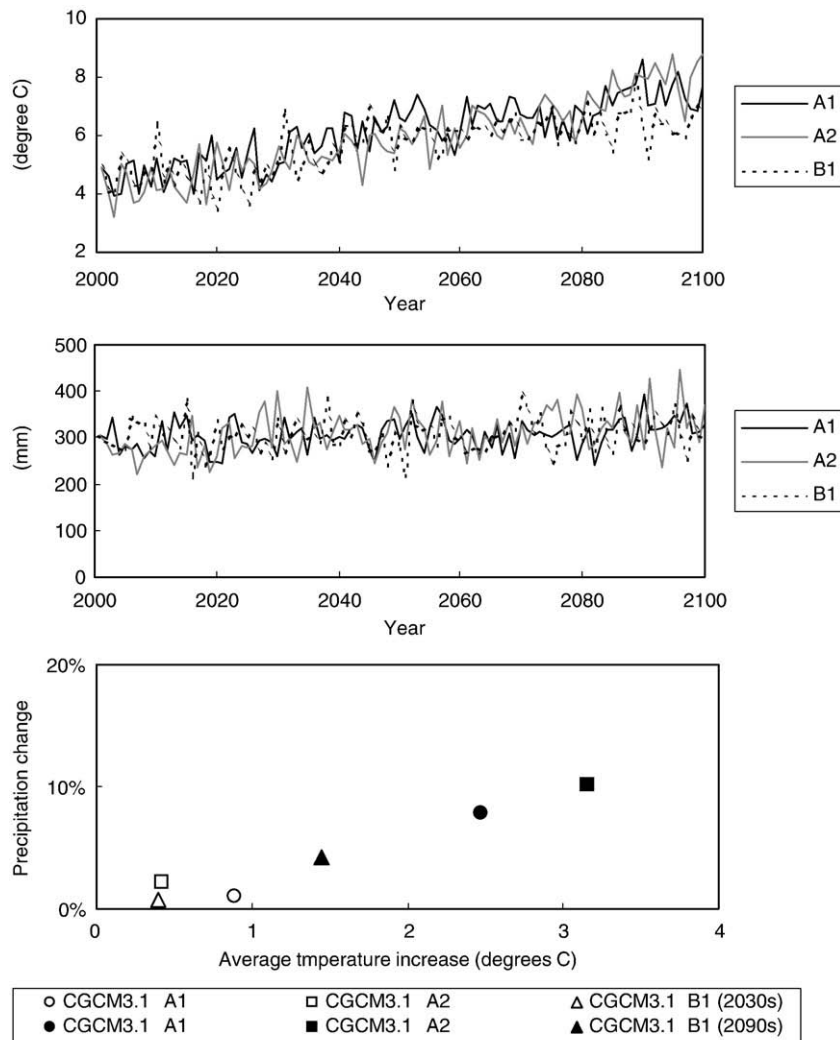 10
8
6
4
2
(degree C)
A1
A2
B1
2000 2020 2040 2060 2080 2100
Year
500
400
300
200
100
0
(mm)
A1
A2
B1
2000 2020 2040 2060 2080 2100
Year
20%
10%
0%
Precipitation change
0 1 2 3 4
Average tmperature increase (degrees C)
CGCM3.1 A1 CGCM3.1 A2 CGCM3.1 B1 (2030s)
CGCM3.1 A1 CGCM3.1 A2 CGCM3.1 B1 (2090s)